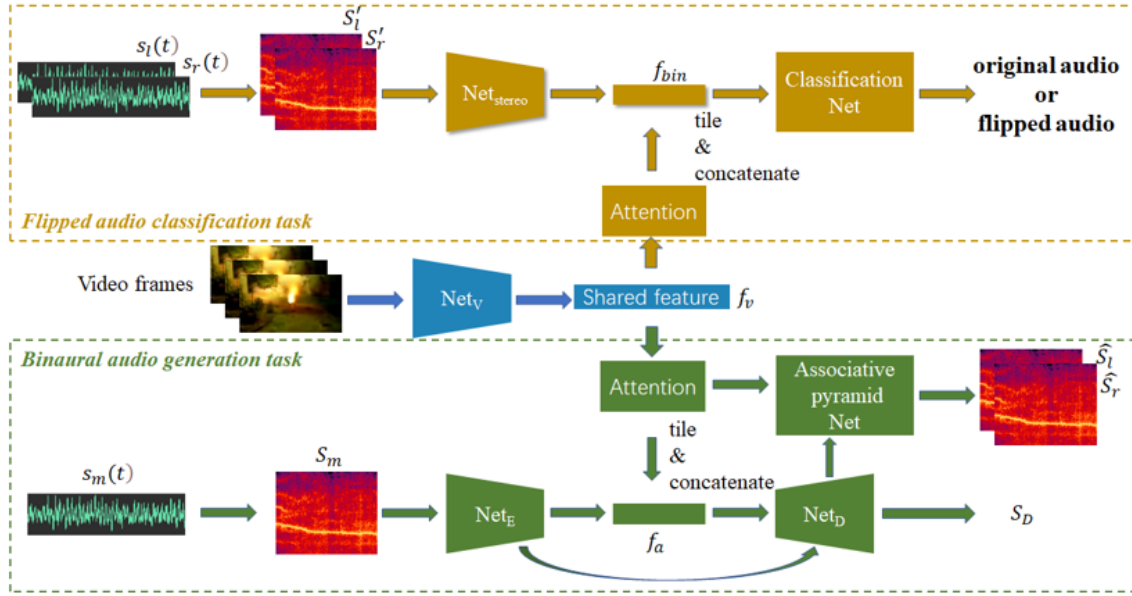 s_l(t)
s_r(t)
S_l'
S_r'
Net_stereo
f_bin
tile
&
concatenate
Classification
Net
original audio
or
flipped audio
Attention
Flipped audio classification task
Video frames
Net_V
Shared feature
f_v
Binaural audio generation task
Attention
Associative
pyramid
Net
Ŝ_l
Ŝ_r
tile
&
concatenate
s_m(t)
S_m
Net_E
f_a
Net_D
S_D